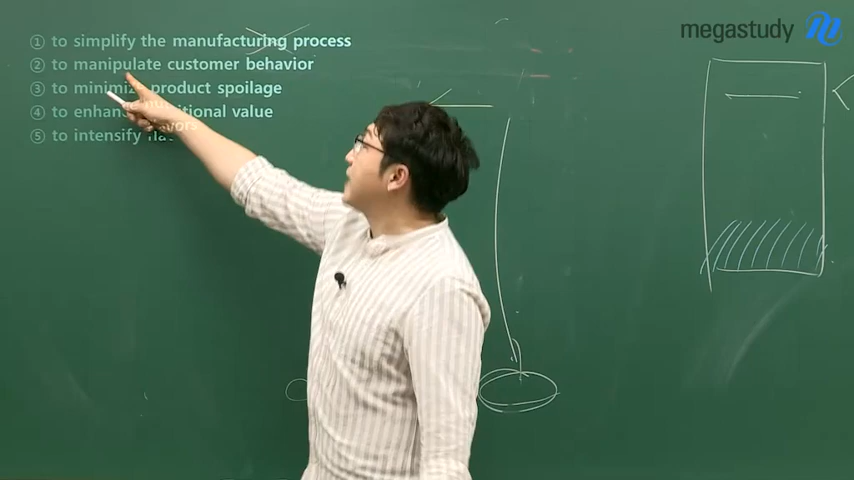 megastudy
① to simplify the manufacturing process
② to manipulate customer behavior
③ to minimize product spoilage
④ to enhance nutritional value
⑤ to intensify